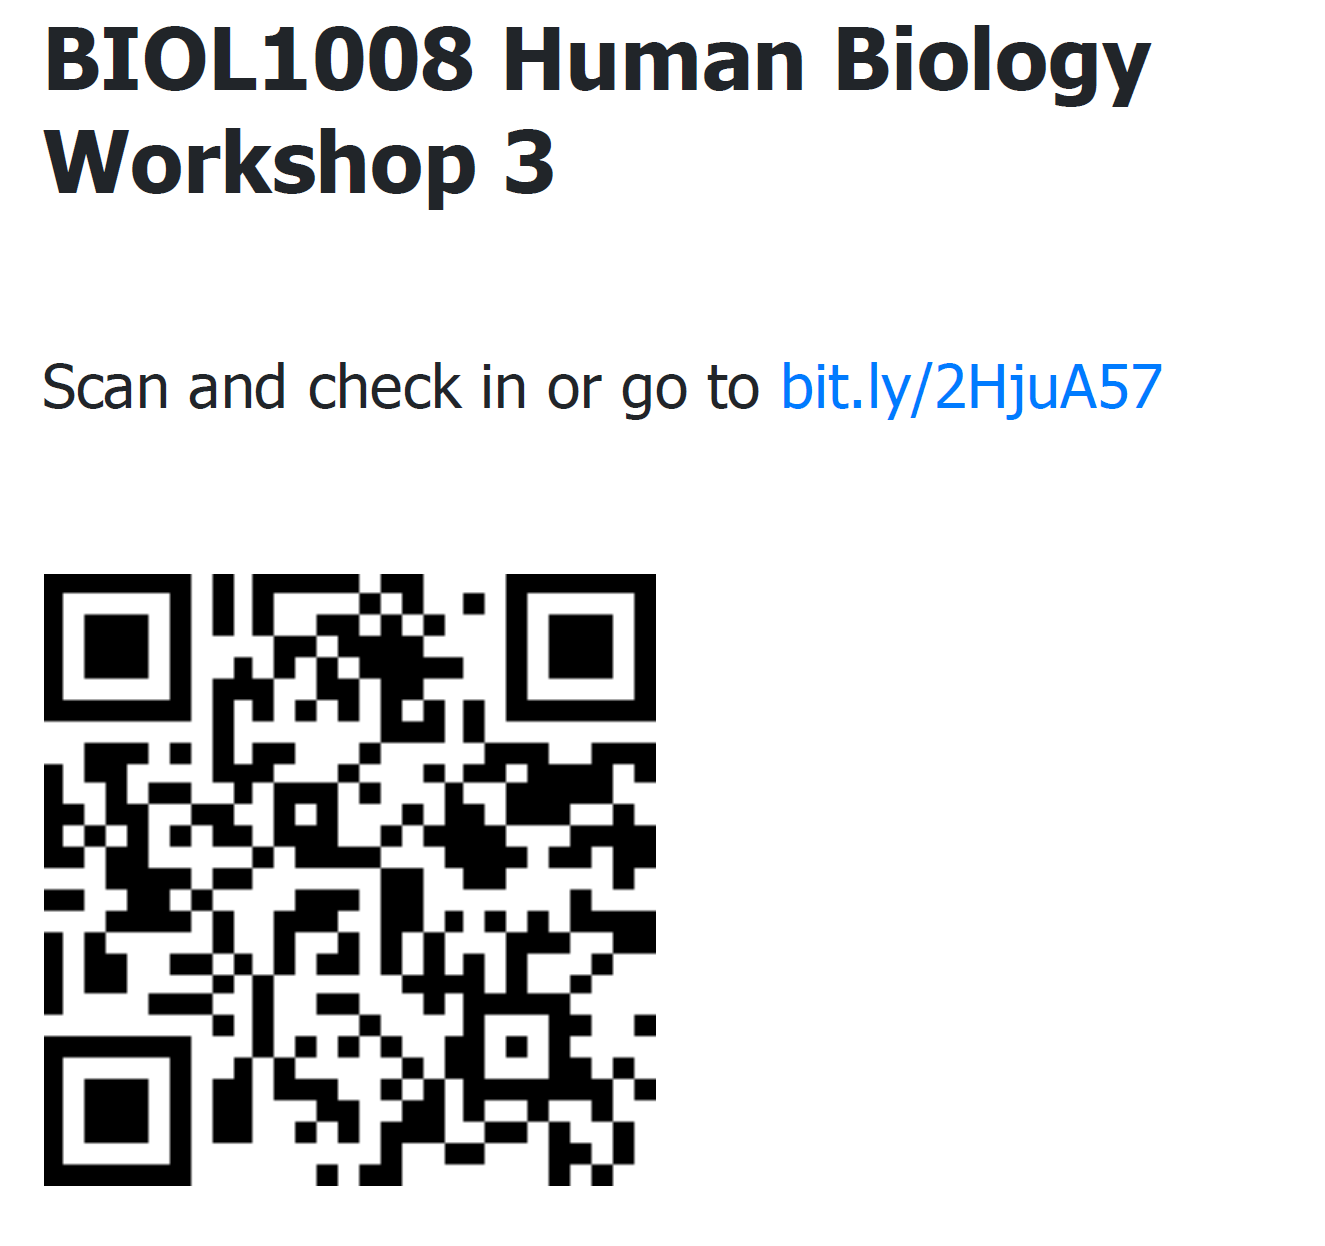 BIOL1008 Human Biology
Workshop 3
Scan and check in or go to bit.ly/2HjuA57